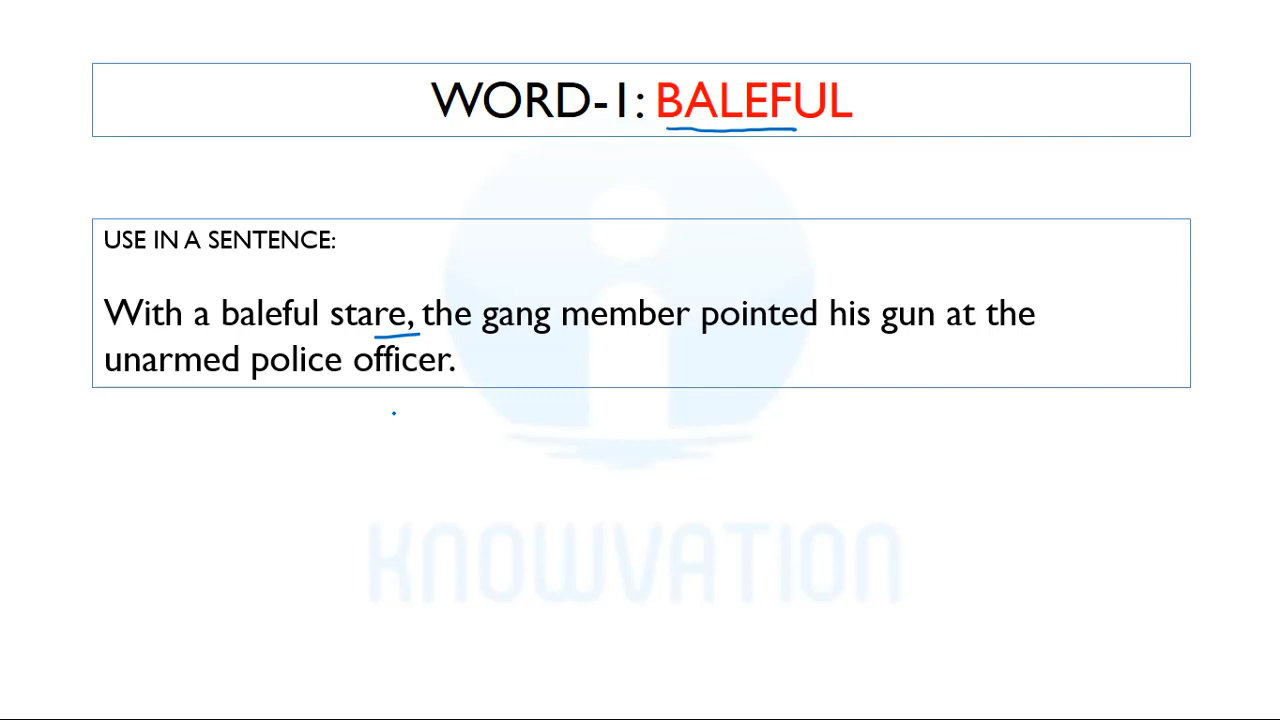 WORD-1: BALEFUL
USE IN A SENTENCE:
With a baleful stare, the gang member pointed his gun at the
unarmed police officer.
KNOWVATION